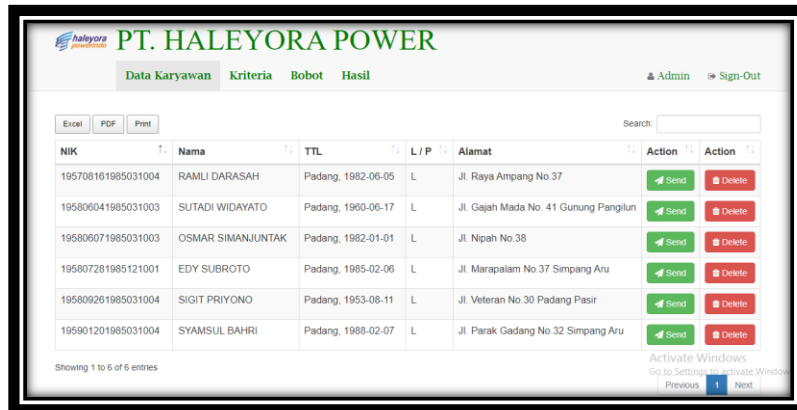 haleyora powerindo PT. HALEYORA POWER
Data Karyawan Kriteria Bobot Hasil Admin Sign-Out
Excel PDF Print Search:
NIK Nama TTL L / P Alamat Action Action
195708161985031004 RAMLI DARASAH Padang, 1982-06-05 L Jl. Raya Ampang No.37 Send Delete
195806041985031003 SUTADI WIDAYATO Padang, 1960-06-17 L Jl. Gajah Mada No. 41 Gunung Pangilun Send Delete
195806071985031003 OSMAR SIMANJUNTAK Padang, 1982-01-01 L Jl. Nipah No.38 Send Delete
195807281985121001 EDY SUBROTO Padang, 1985-02-06 L Jl. Marapalam No.37 Simpang Aru Send Delete
195809261985031004 SIGIT PRIYONO Padang, 1953-08-11 L Jl. Veteran No.30 Padang Pasir Send Delete
195901201985031004 SYAMSUL BAHRI Padang, 1988-02-07 L Jl. Parak Gadang No.32 Simpang Aru Send Delete
Activate Windows
Showing 1 to 6 of 6 entries Go to Settings to activate Window
Previous 1 Next